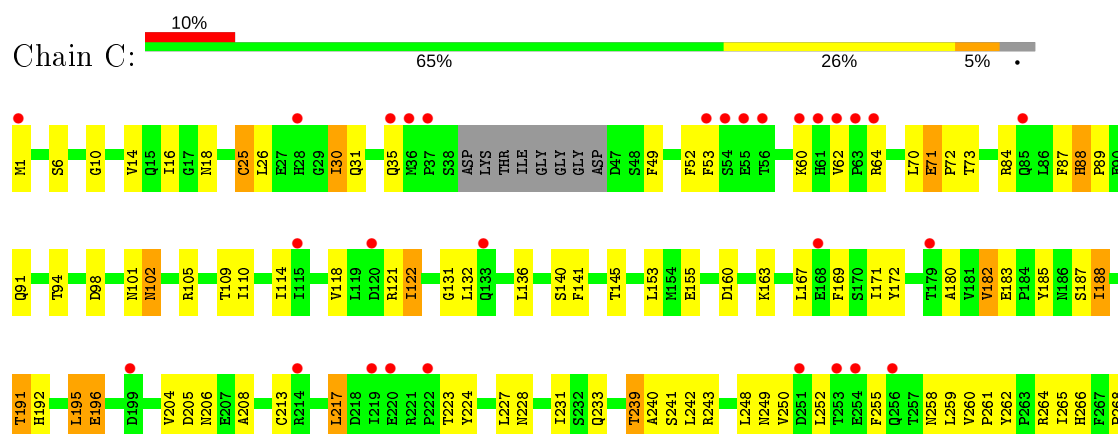 10%
Chain C:
65% 26% 5% •
M1 S6 G10 V14 Q15 I16 G17 N18 C25 L26 E27 H28 G29 I30 Q31 Q35 M36 P37 S38 ASP LYS THR ILE GLY GLY GLY ASP D47 S48 F49 F52 F53 S54 E55 T56 K60 H61 V62 P63 R64 L70 E71 P72 T73 R84 Q85 L86 F87 H88 P89
Q91 T94 D98 N101 N102 R105 T109 I110 I114 I115 V118 L119 D120 R121 I122 G131 L132 Q133 L136 S140 F141 T145 L153 M154 E155 D160 K163 L167 E168 F169 S170 I171 Y172 T179 A180 V181 V182 E183 P184 Y185 N186 S187 I188
T191 H192 L195 E196 D199 V204 D205 N206 E207 A208 C213 R214 L217 D218 I219 E220 R221 P222 T223 Y224 L227 N228 I231 S232 Q233 T239 A240 S241 L242 R243 L248 N249 V250 D251 L252 T253 E254 F255 Q256 T257 N258 L259 V260 P261 Y262 P263 R264 L265 H266 F267